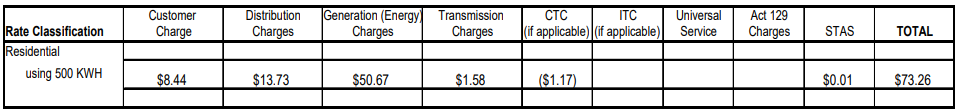 Rate Classification Customer Charge Distribution Charges Generation (Energy) Charges Transmission Charges CTC (if applicable) ITC (if applicable) Universal Service Act 129 Charges STAS TOTAL
Residential
using 500 KWH $8.44 $13.73 $50.67 $1.58 ($1.17) $0.01 $73.26